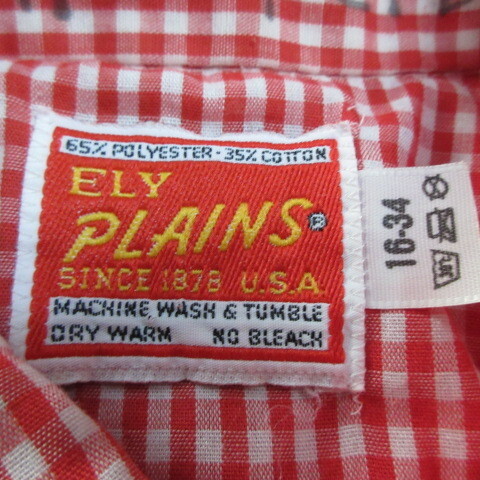 65% POLYESTER - 35% COTTON
ELY
PLAINS®
SINCE 1878 U.S.A.
MACHINE WASH & TUMBLE
DRY WARM NO BLEACH
16-34